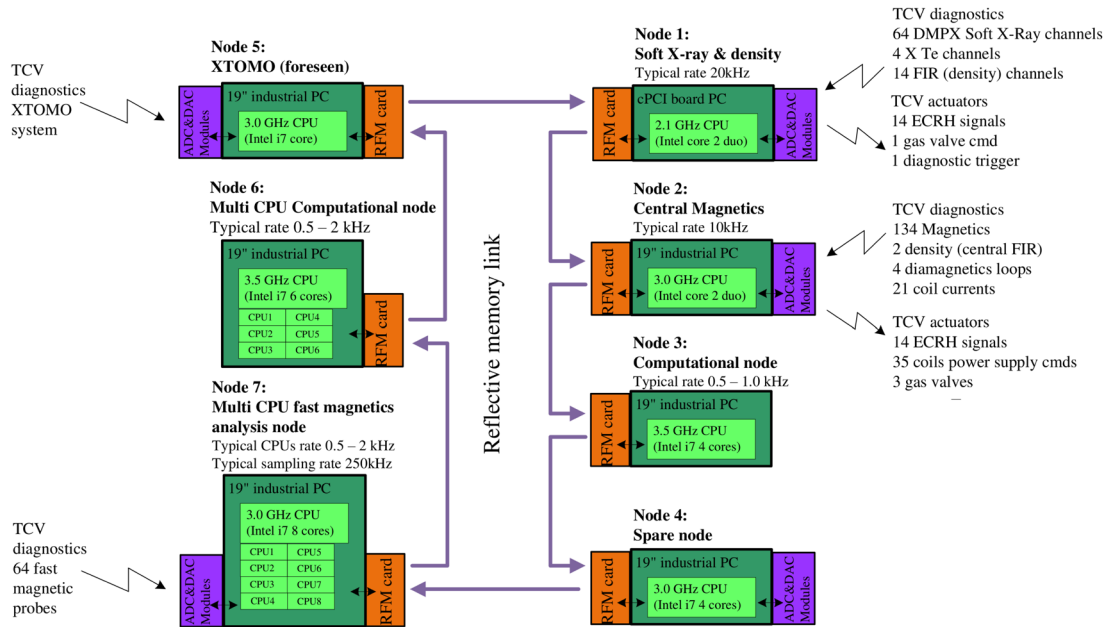 Node 5:
XTOMO (foreseen)
TCV
diagnostics
XTOMO
system
ADC&DAC
Modules
19" industrial PC
3.0 GHz CPU
(Intel i7 core)
RFM card
Node 6:
Multi CPU Computational node
Typical rate 0.5 – 2 kHz
19" industrial PC
3.5 GHz CPU
(Intel i7 6 cores)
CPU1 CPU4
CPU2 CPU5
CPU3 CPU6
RFM card
Node 7:
Multi CPU fast magnetics
analysis node
Typical CPUs rate 0.5 – 2 kHz
Typical sampling rate 250kHz
TCV
diagnostics
64 fast
magnetic
probes
ADC&DAC
Modules
19" industrial PC
3.0 GHz CPU
(Intel i7 8 cores)
CPU1 CPU5
CPU2 CPU6
CPU3 CPU7
CPU4 CPU8
RFM card
Reflective memory link
Node 1:
Soft X-ray & density
Typical rate 20kHz
RFM card
cPCI board PC
2.1 GHz CPU
(Intel core 2 duo)
ADC&DAC
Modules
TCV diagnostics
64 DMPX Soft X-Ray channels
4 X Te channels
14 FIR (density) channels
TCV actuators
14 ECRH signals
1 gas valve cmd
1 diagnostic trigger
Node 2:
Central Magnetics
Typical rate 10kHz
RFM card
19" industrial PC
3.0 GHz CPU
(Intel core 2 duo)
ADC&DAC
Modules
TCV diagnostics
134 Magnetics
2 density (central FIR)
4 diamagnetics loops
21 coil currents
TCV actuators
14 ECRH signals
35 coils power supply cmds
3 gas valves
Node 3:
Computational node
Typical rate 0.5 – 1.0 kHz
RFM card
19" industrial PC
3.5 GHz CPU
(Intel i7 4 cores)
Node 4:
Spare node
RFM card
19" industrial PC
3.0 GHz CPU
(Intel i7 4 cores)
ADC&DAC
Modules